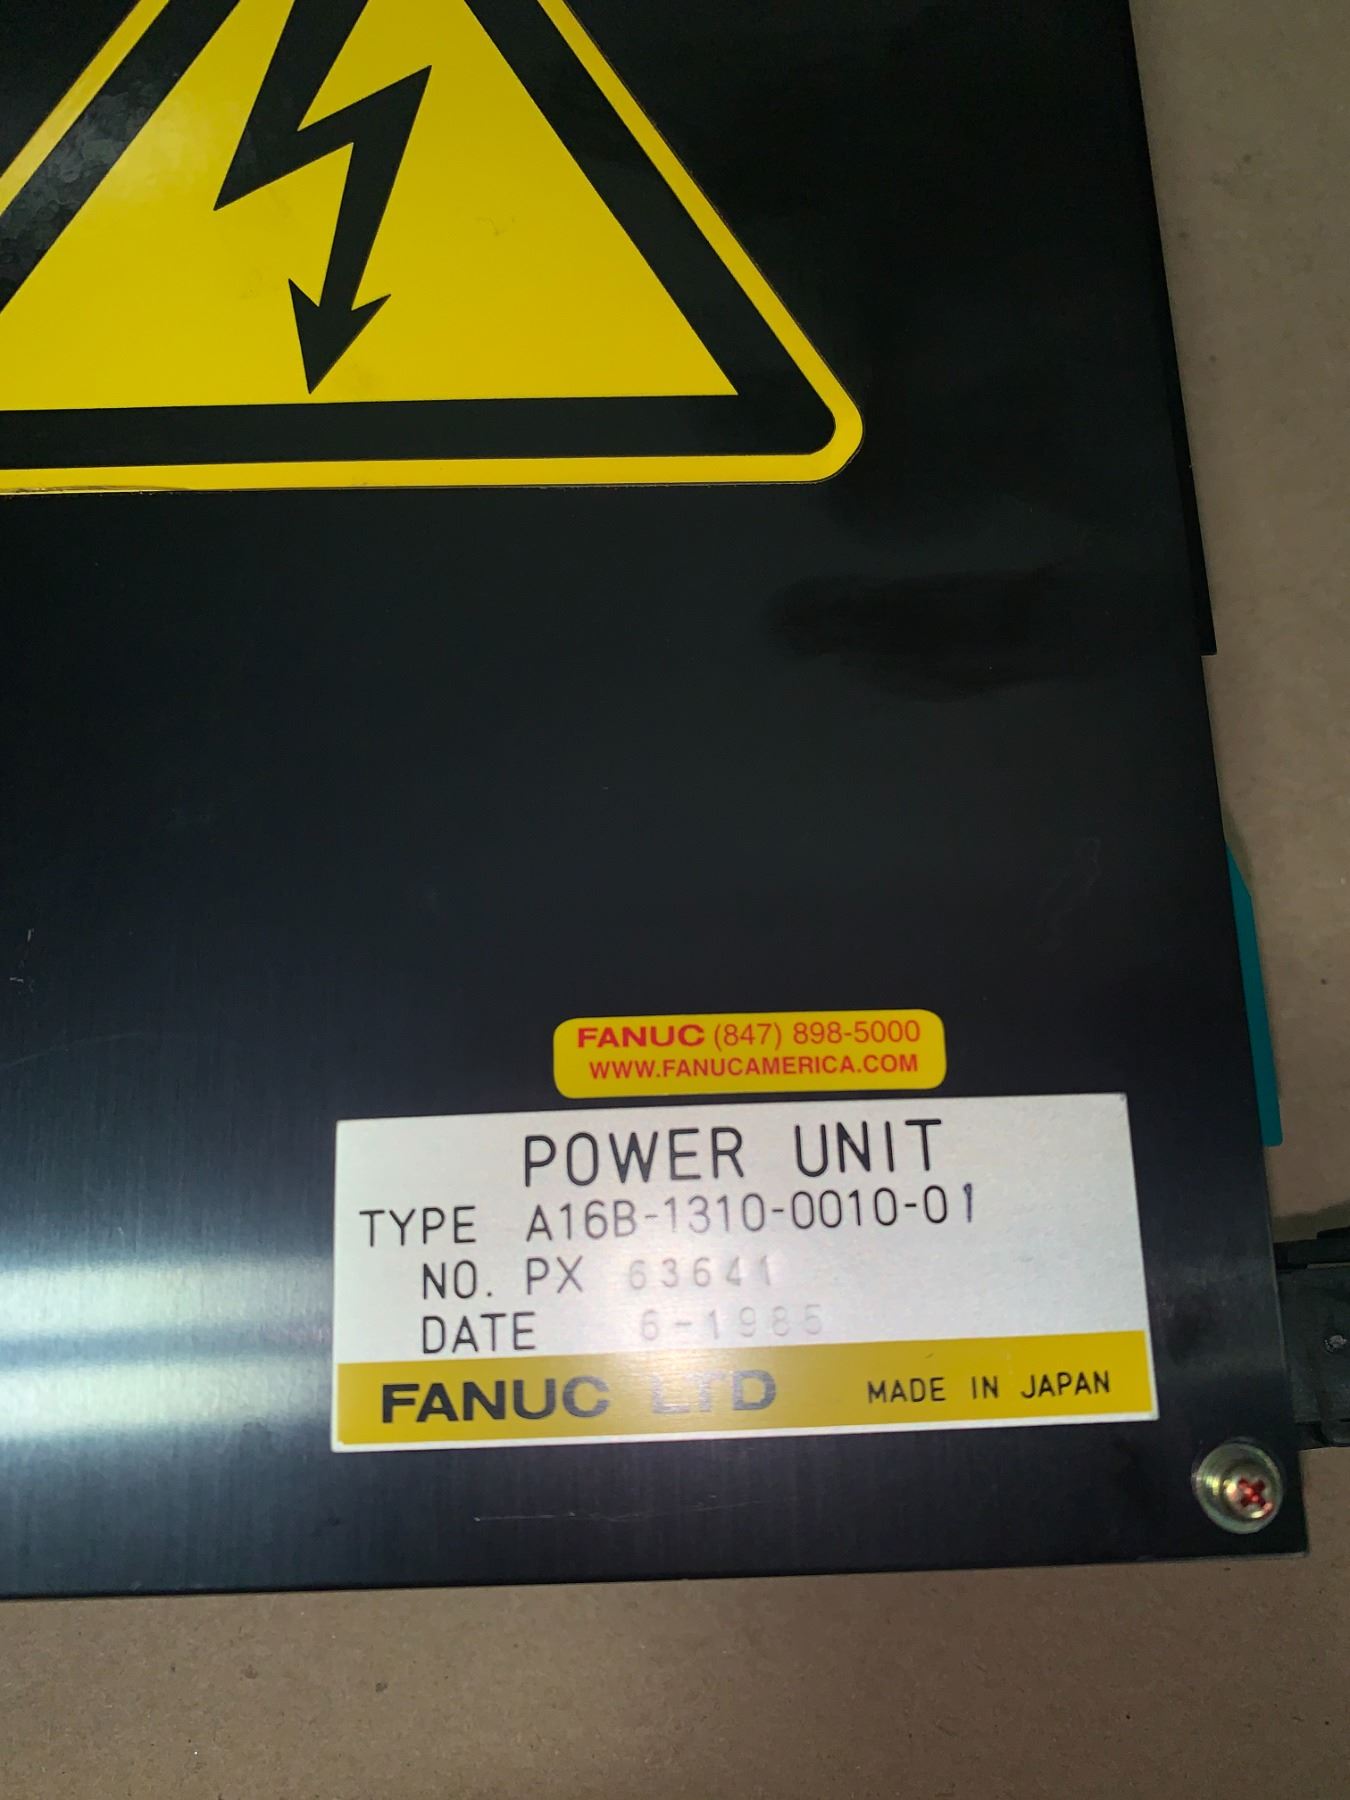 FANUC (847) 898-5000
WWW.FANUCAMERICA.COM
POWER UNIT
TYPE A16B-1310-0010-01
NO. PX 63641
DATE 6-1985
FANUC LTD MADE IN JAPAN